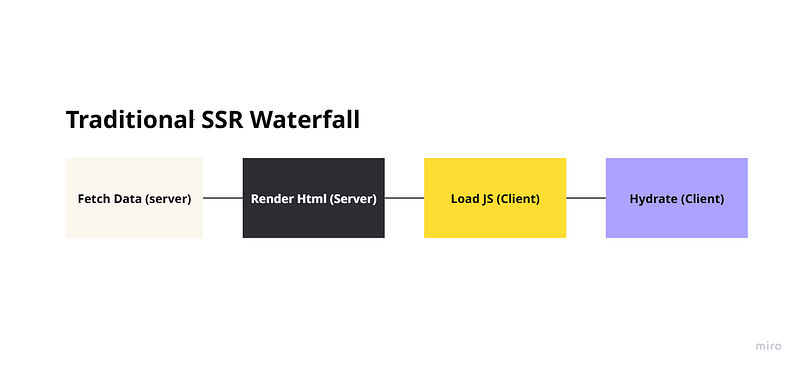 Traditional SSR Waterfall
Fetch Data (server)
Render Html (Server)
Load JS (Client)
Hydrate (Client)
miro